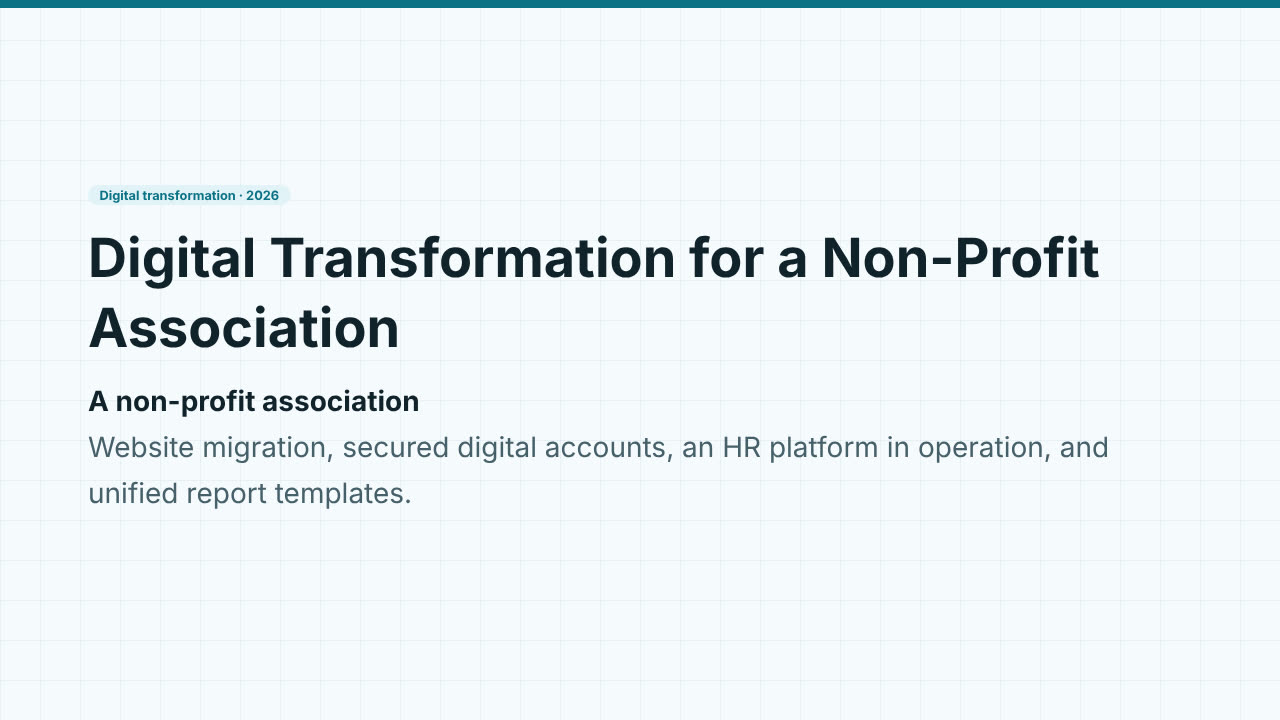 Digital transformation · 2026
Digital Transformation for a Non-Profit
Association
A non-profit association
Website migration, secured digital accounts, an HR platform in operation, and
unified report templates.